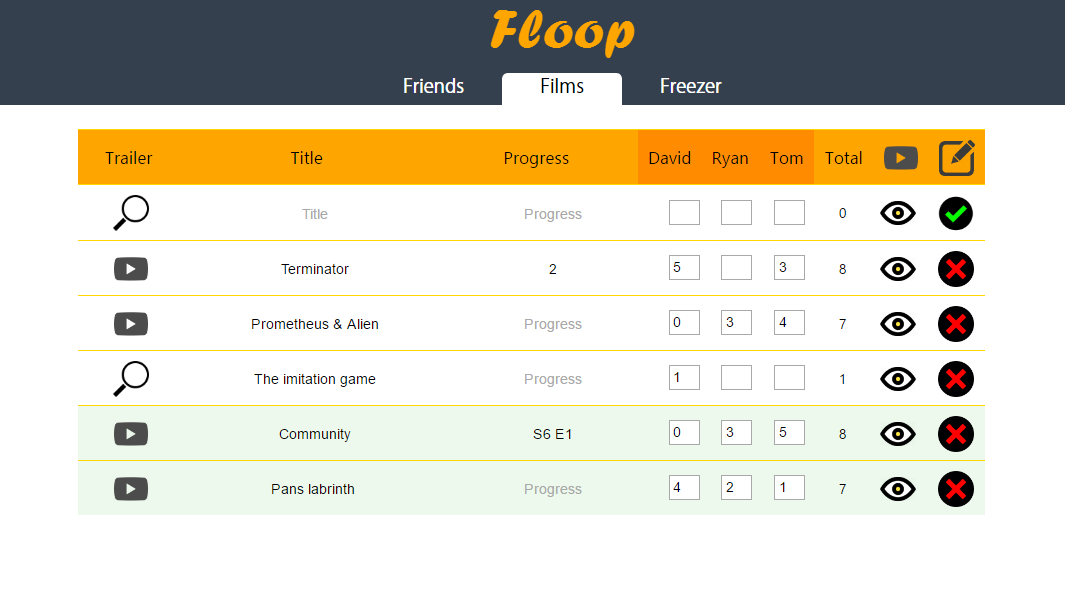 Floop
Friends Films Freezer
Trailer Title Progress David Ryan Tom Total
Title Progress 0
Terminator 2 5 3 8
Prometheus & Alien Progress 0 3 4 7
The imitation game Progress 1 1
Community S6 E1 0 3 5 8
Pans labrinth Progress 4 2 1 7